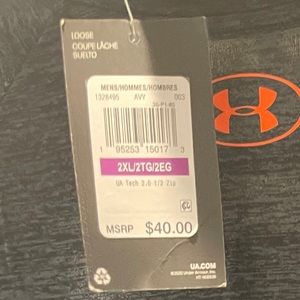 LOOSE
COUPE LÂCHE
SUELTO
MENS/HOMMES/HOMBRES
1328495 AVY 003
1 95253 15017 3
2XL/2TG/2EG
UA Tech 2.0 1/2 Zip
MSRP $40.00
UA.COM